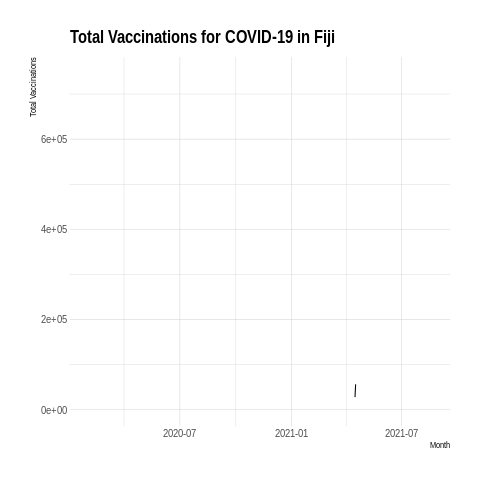 Total Vaccinations for COVID-19 in Fiji
Total Vaccinations
6e+05
4e+05
2e+05
0e+00
2020-07 2021-01 2021-07
Month